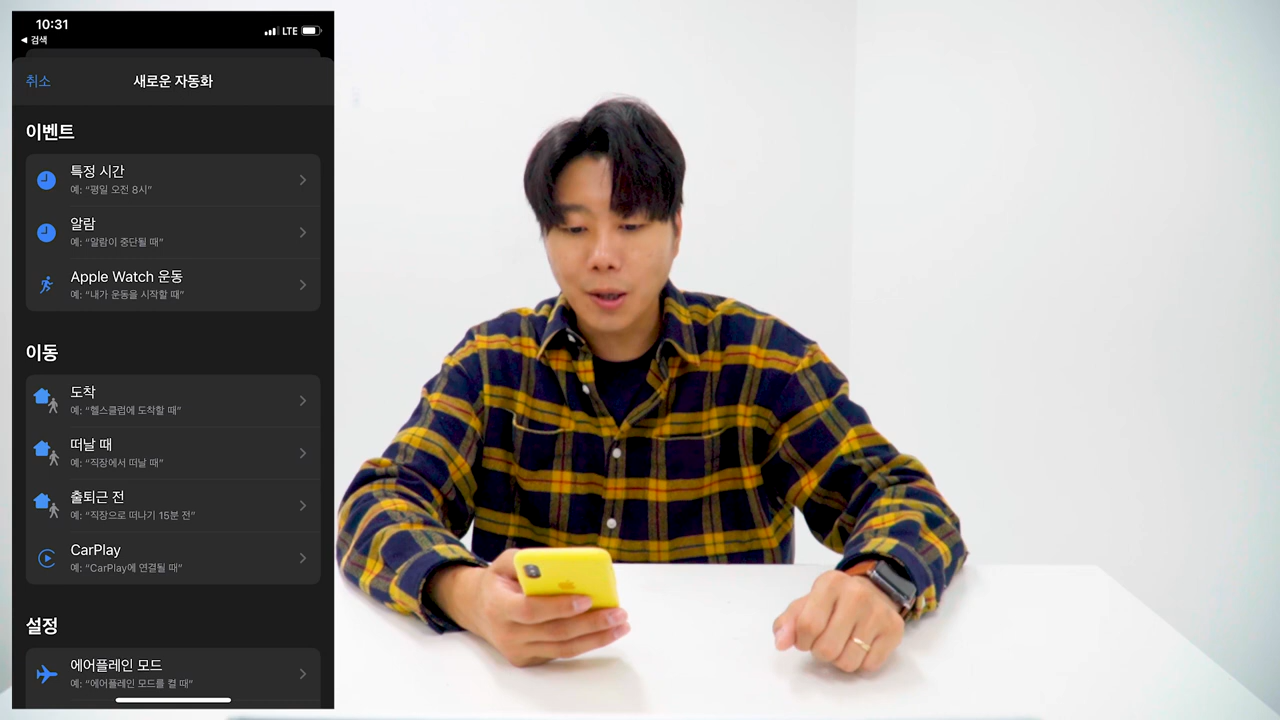 10:31
LTE
◀ 검색
취소
새로운 자동화
이벤트
특정 시간
예: “평일 오전 8시”
알람
예: “알람이 중단될 때”
Apple Watch 운동
예: “내가 운동을 시작할 때”
이동
도착
예: “헬스클럽에 도착할 때”
떠날 때
예: “직장에서 떠날 때”
출퇴근 전
예: “직장으로 떠나기 15분 전”
CarPlay
예: “CarPlay에 연결될 때”
설정
에어플레인 모드
예: “에어플레인 모드를 켤 때”